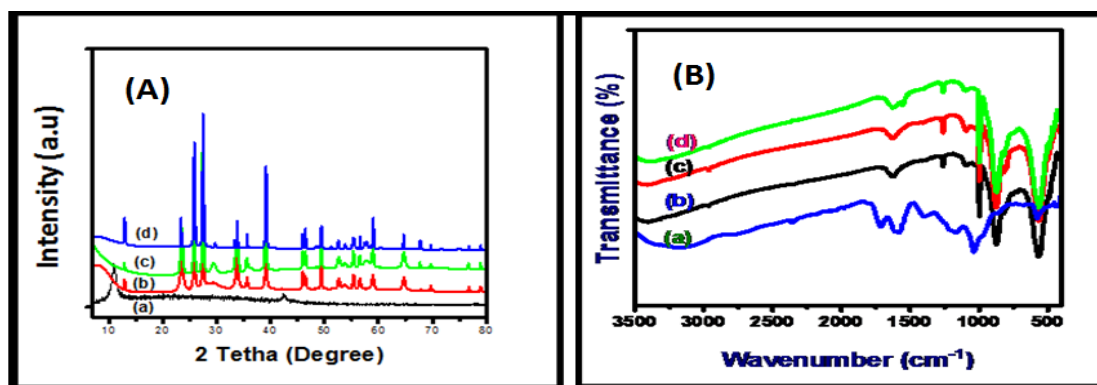 (A)
Intensity (a.u)
(d)
(c)
(b)
(a)
10 20 30 40 50 60 70 80
2 Tetha (Degree)
(B)
Transmittance (%)
(d)
(c)
(b)
(a)
3500 3000 2500 2000 1500 1000 500
Wavenumber (cm⁻¹)